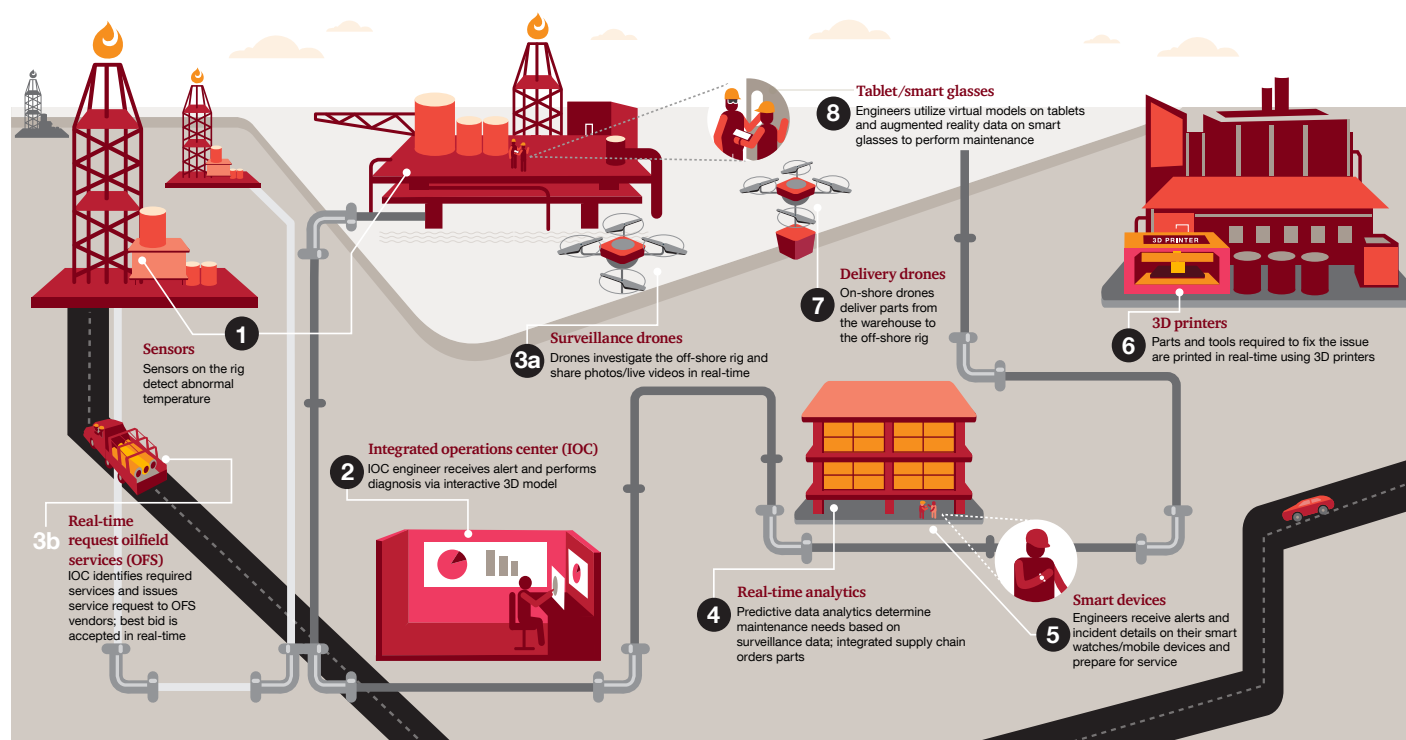 1
Sensors
Sensors on the rig
detect abnormal
temperature
2
Integrated operations center (IOC)
IOC engineer receives alert and performs
diagnosis via interactive 3D model
3a
Surveillance drones
Drones investigate the off-shore rig and
share photos/live videos in real-time
3b
Real-time
request oilfield
services (OFS)
IOC identifies required
services and issues
service request to OFS
vendors; best bid is
accepted in real-time
4
Real-time analytics
Predictive data analytics determine
maintenance needs based on
surveillance data; integrated supply chain
orders parts
5
Smart devices
Engineers receive alerts and
incident details on their smart
watches/mobile devices and
prepare for service
3D PRINTER
6
3D printers
Parts and tools required to fix the issue
are printed in real-time using 3D printers
7
Delivery drones
On-shore drones
deliver parts from
the warehouse to
the off-shore rig
8
Tablet/smart glasses
Engineers utilize virtual models on tablets
and augmented reality data on smart
glasses to perform maintenance